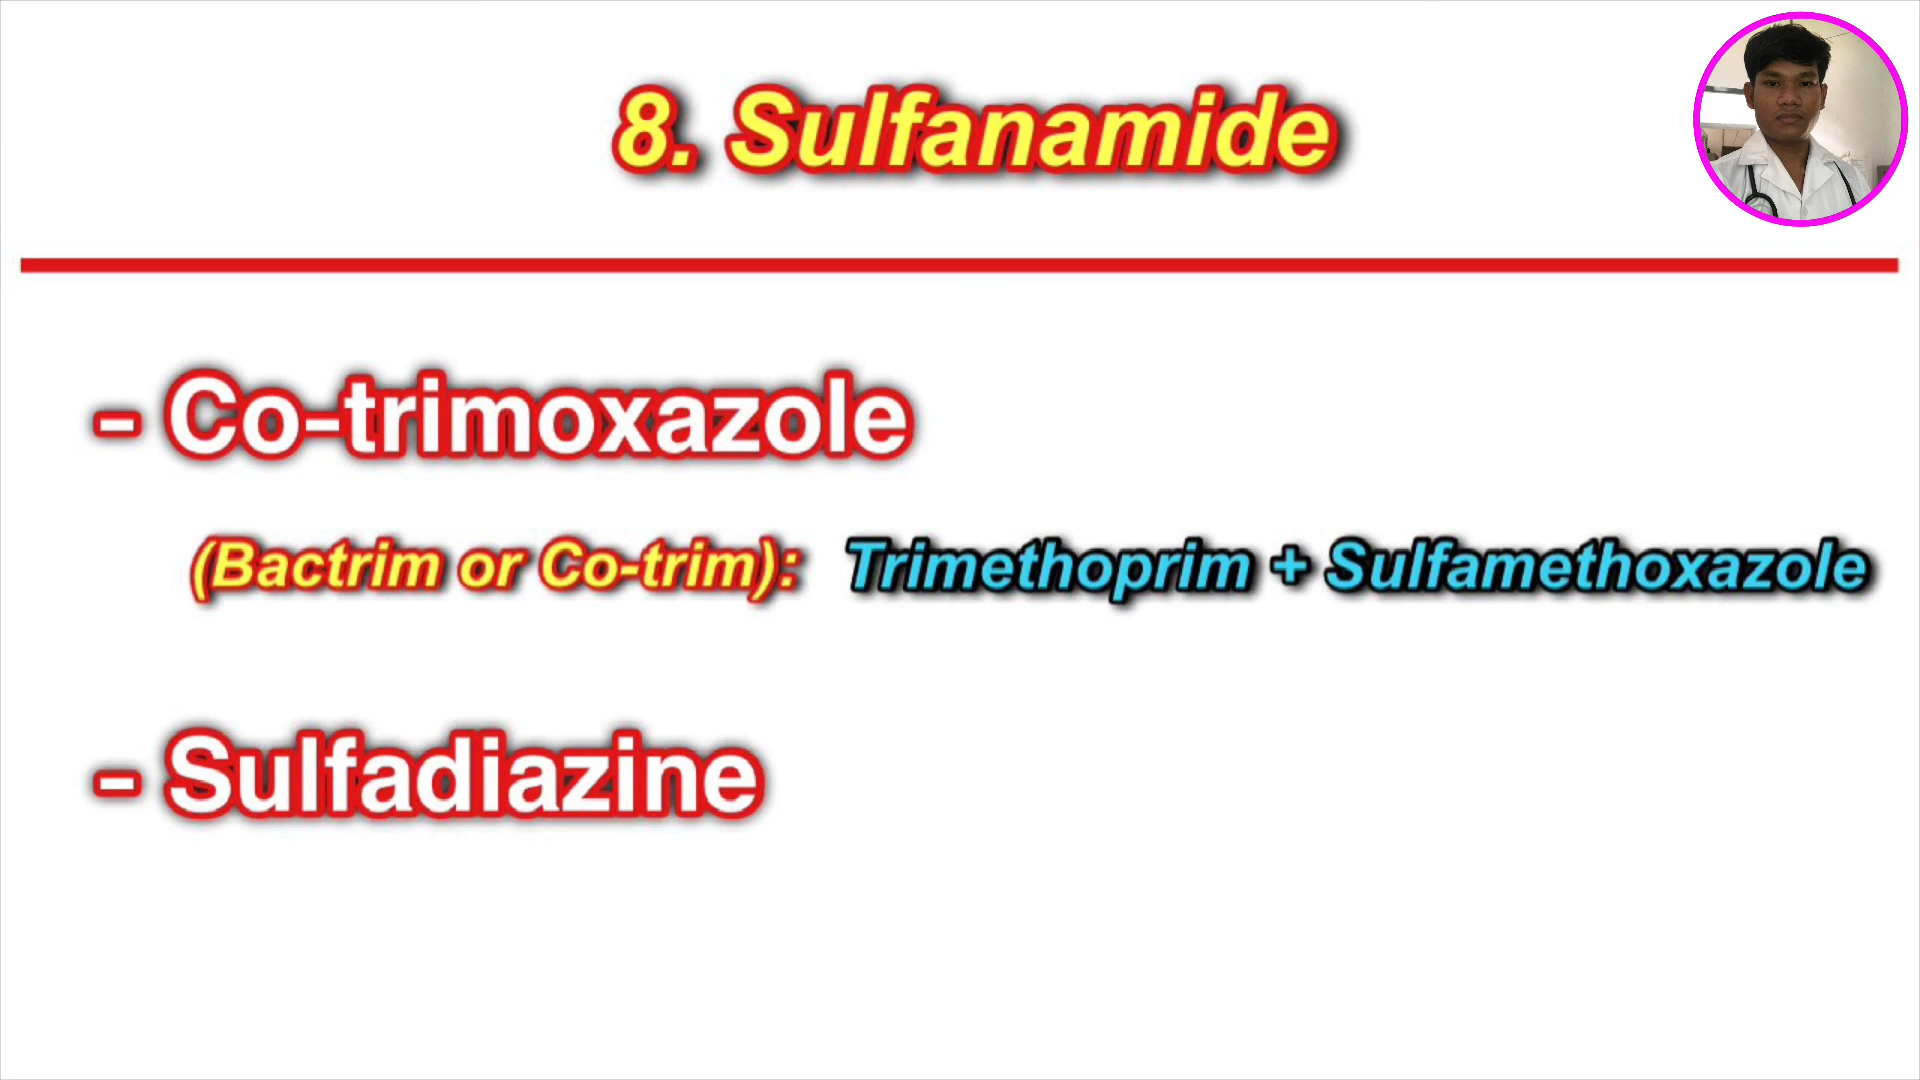 8. Sulfanamide
- Co-trimoxazole
(Bactrim or Co-trim): Trimethoprim + Sulfamethoxazole
- Sulfadiazine